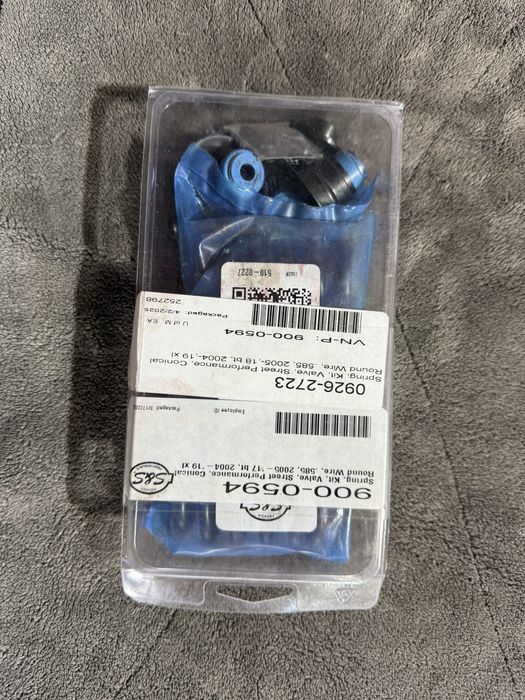 S&S
900-0594
Spring, Kit, Valve, Street Performance, Conical
Round Wire, .585, 2005 – '17 bt, 2004 – '19 xl
S&S
Employee ID
Packaged:
0926-2723
Spring, Kit, Valve, Street Performance, Conical
Round Wire, .585, 2005-'18 bt, 2004-'19 xl
VN-P: 900-0594
U of M: EA
Packaged: 4/2/2025
252798
510-0227